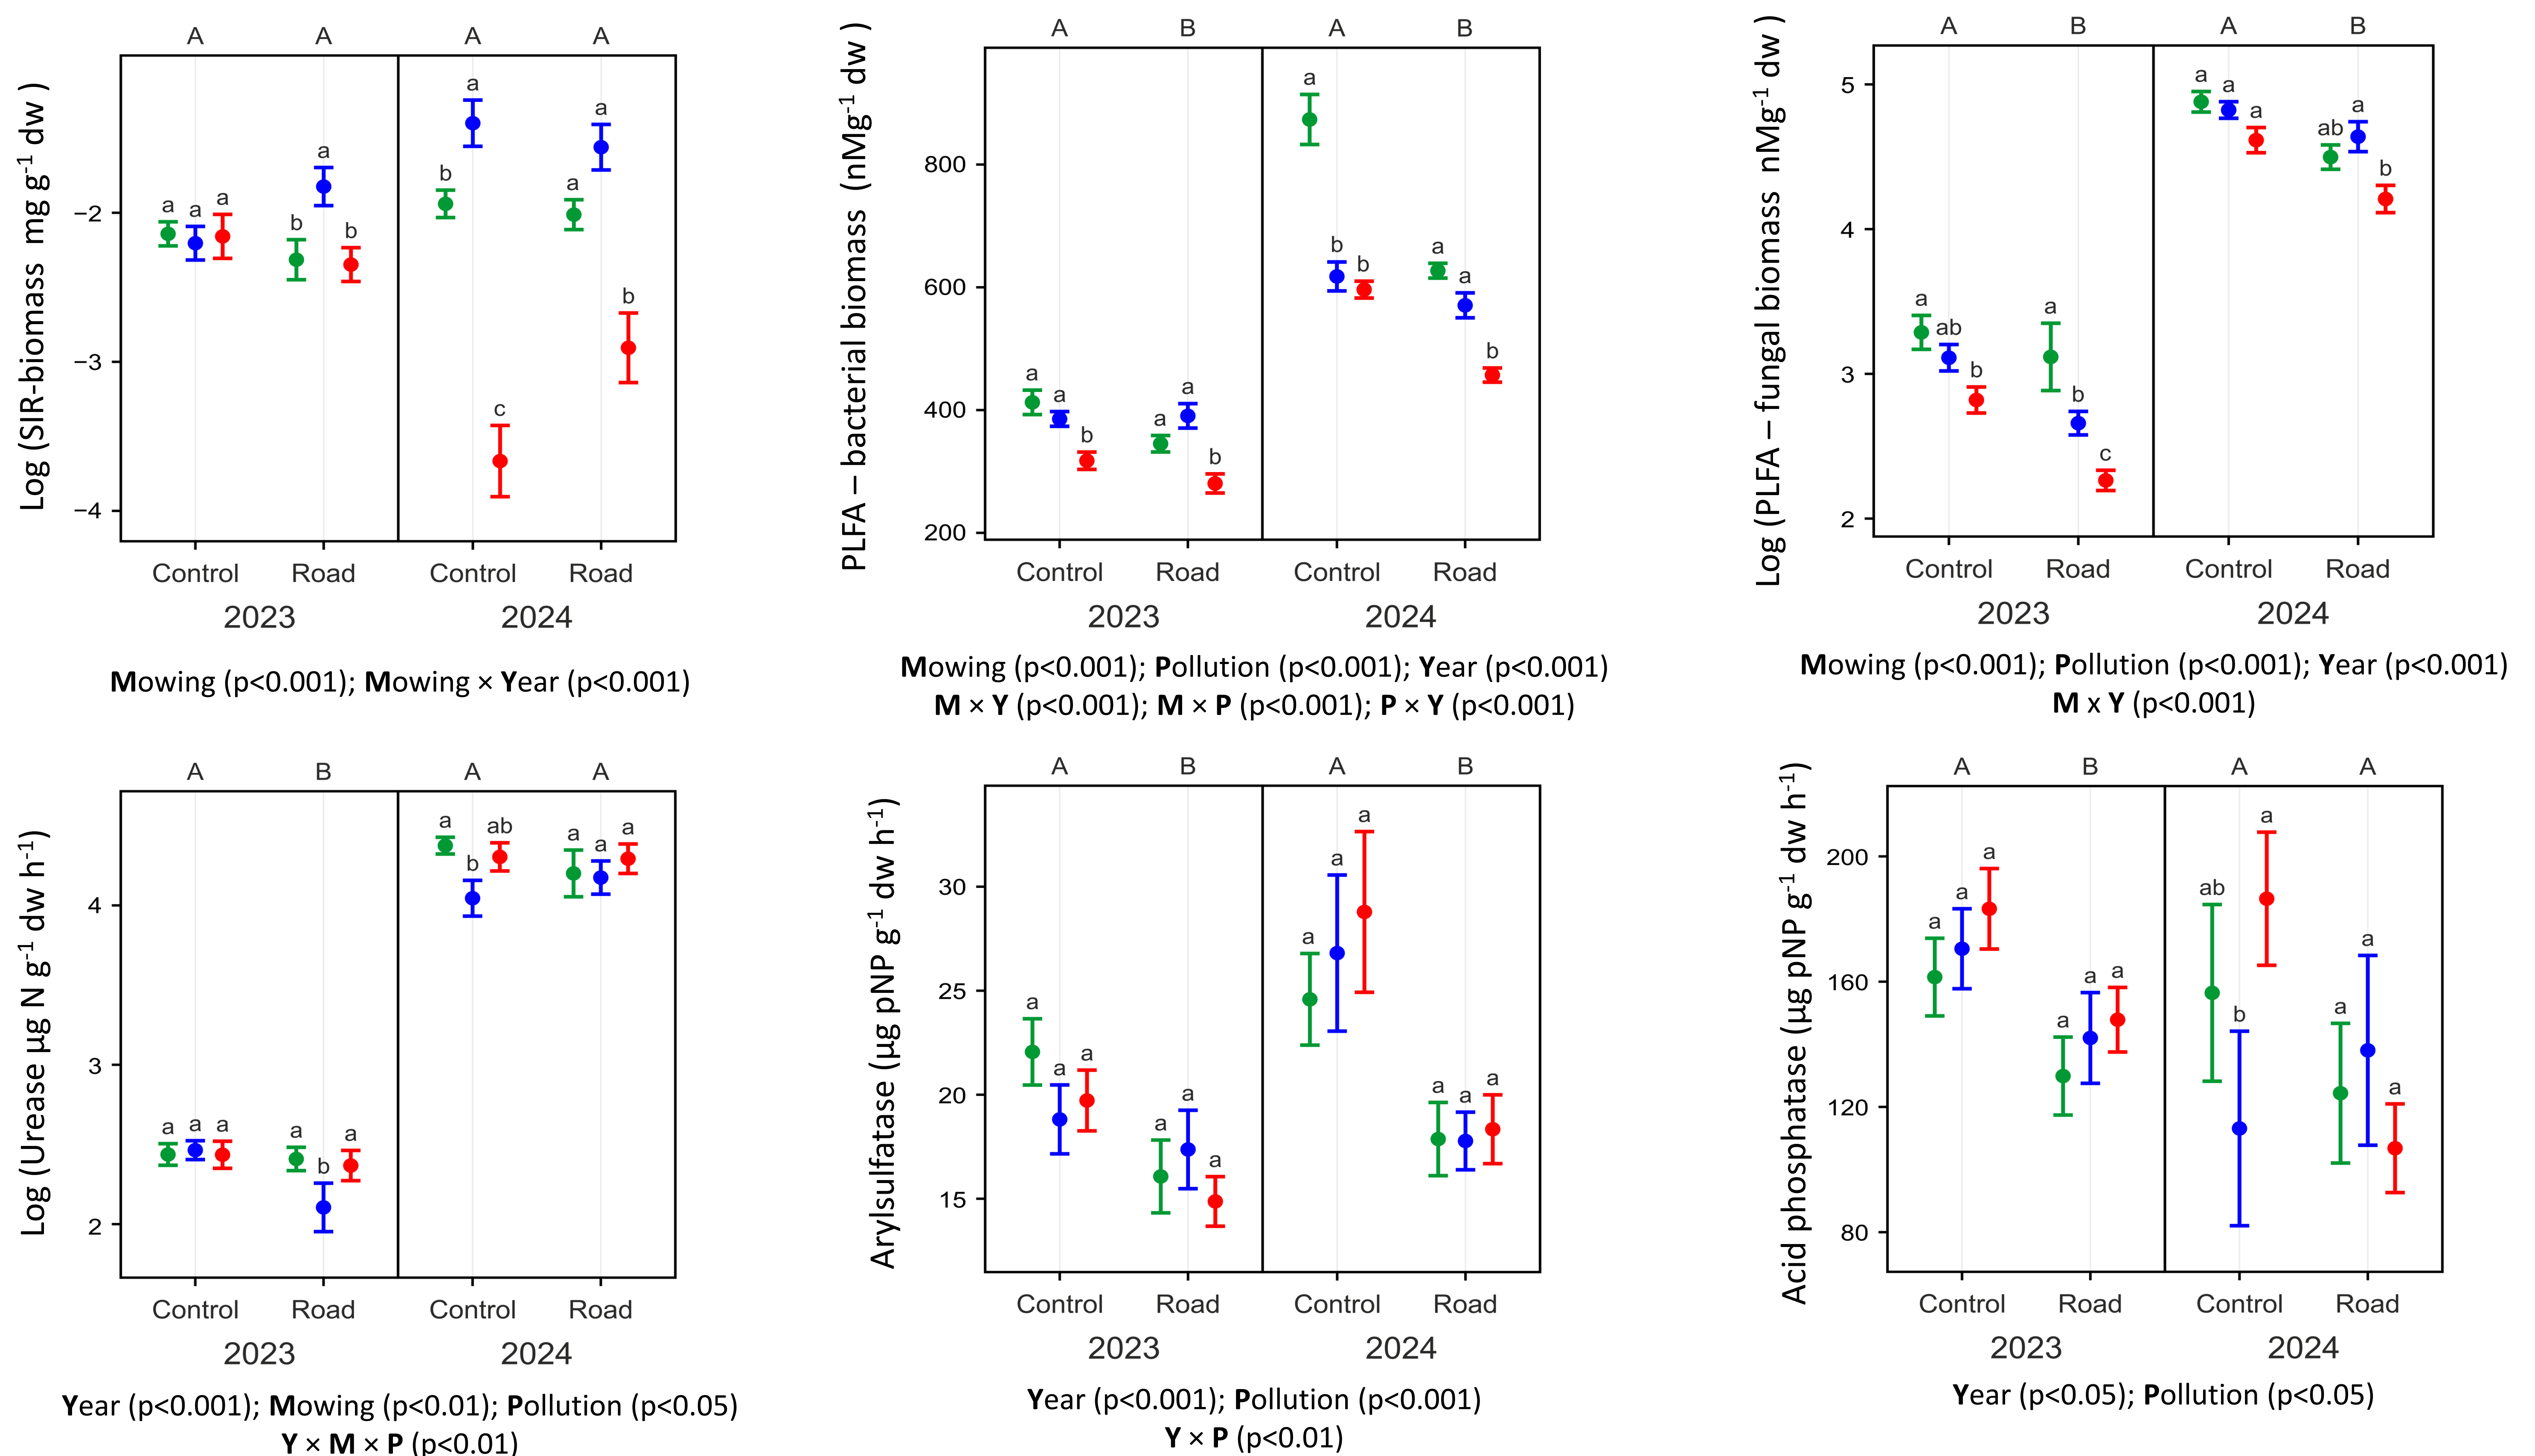 A A A A
Log (SIR-biomass mg g-1 dw )
a a a a b a b b a c a a b
−2
−3
−4
Control Road Control Road
2023 2024
Mowing (p<0.001); Mowing × Year (p<0.001)
A B A B
PLFA – bacterial biomass (nMg-1 dw )
a a b a a b a b b a a b
800
600
400
200
Control Road Control Road
2023 2024
Mowing (p<0.001); Pollution (p<0.001); Year (p<0.001)
M × Y (p<0.001); M × P (p<0.001); P × Y (p<0.001)
A B A B
Log (PLFA – fungal biomass nMg-1 dw )
a ab b a b c a a a ab a b
5
4
3
2
Control Road Control Road
2023 2024
Mowing (p<0.001); Pollution (p<0.001); Year (p<0.001)
M x Y (p<0.001)
A B A A
Log (Urease µg N g-1 dw h-1)
a a a a b a a b ab a a a
4
3
2
Control Road Control Road
2023 2024
Year (p<0.001); Mowing (p<0.01); Pollution (p<0.05)
Y × M × P (p<0.01)
A B A B
Arylsulfatase (µg pNP g-1 dw h-1)
a a a a a a a a a a a a
30
25
20
15
Control Road Control Road
2023 2024
Year (p<0.001); Pollution (p<0.001)
Y × P (p<0.01)
A B A A
Acid phosphatase (µg pNP g-1 dw h-1)
a a a a a a ab b a a a a
200
160
120
80
Control Road Control Road
2023 2024
Year (p<0.05); Pollution (p<0.05)